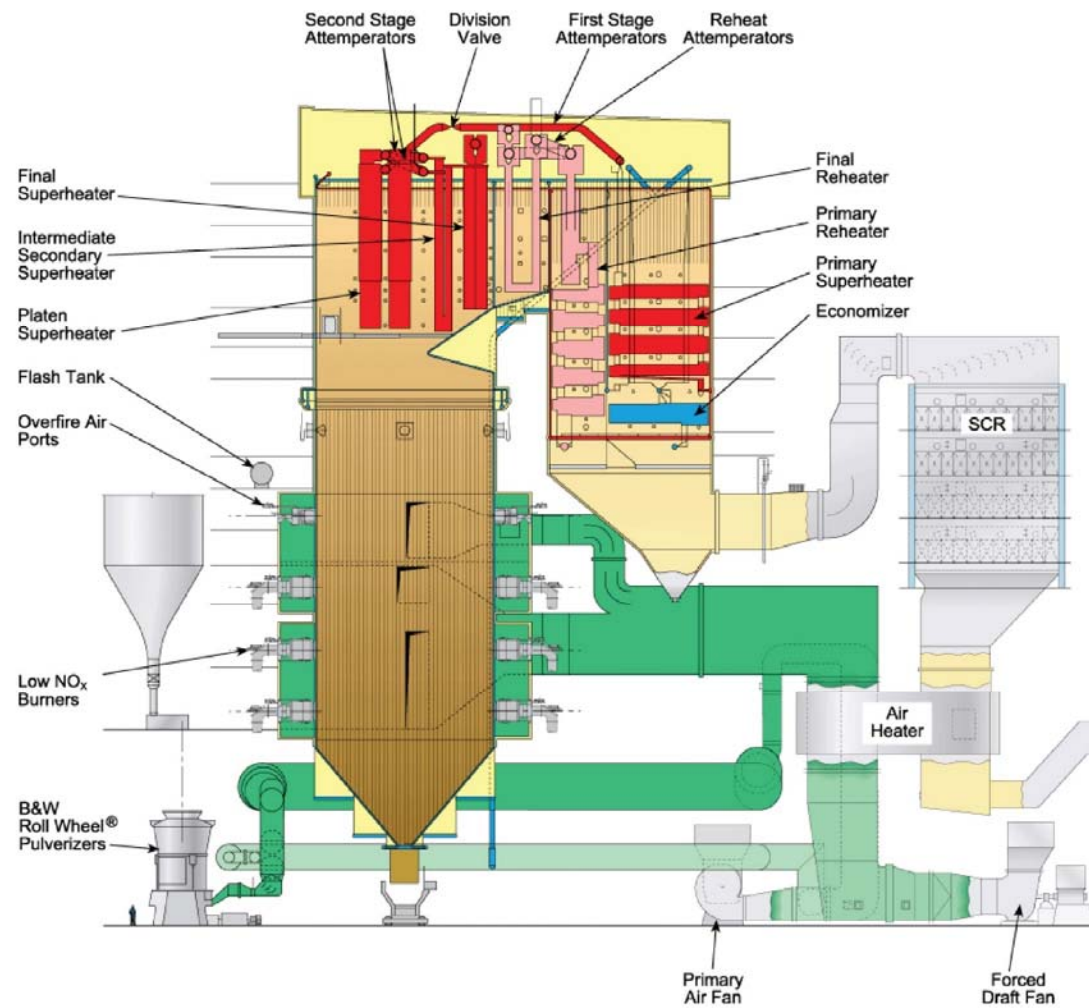 Second Stage
Attemperators
Division
Valve
First Stage
Attemperators
Reheat
Attemperators
Final
Superheater
Intermediate
Secondary
Superheater
Platen
Superheater
Flash Tank
Overfire Air
Ports
Low NOx
Burners
B&W
Roll Wheel®
Pulverizers
Final
Reheater
Primary
Reheater
Primary
Superheater
Economizer
SCR
Air
Heater
Primary
Air Fan
Forced
Draft Fan